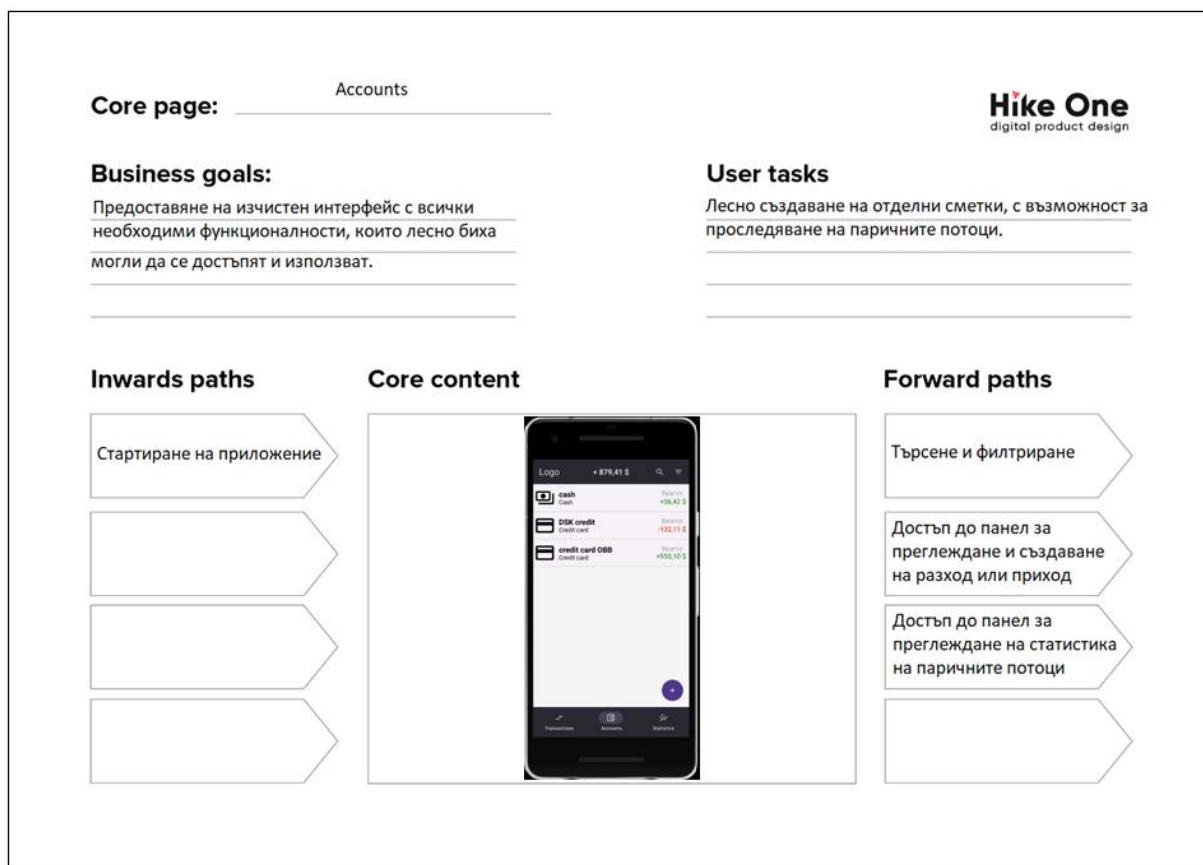 Accounts
Core page:
Hike One
digital product design
Business goals:
Предоставяне на изчистен интерфейс с всички
необходими функционалности, които лесно биха
могли да се достъпят и използват.
User tasks
Лесно създаване на отделни сметки, с възможност за
проследяване на паричните потоци.
Inwards paths
Стартиране на приложение
Core content
Logo
+ 879,41 $
cash
Cash
Balance
+56,42 $
DSK credit
Credit card
Balance
-132,11 $
credit card OBB
Credit card
Balance
+955,10 $
+
Transactions
Accounts
Statistics
Forward paths
Търсене и филтриране
Достъп до панел за
преглеждане и създаване
на разход или приход
Достъп до панел за
преглеждане на статистика
на паричните потоци